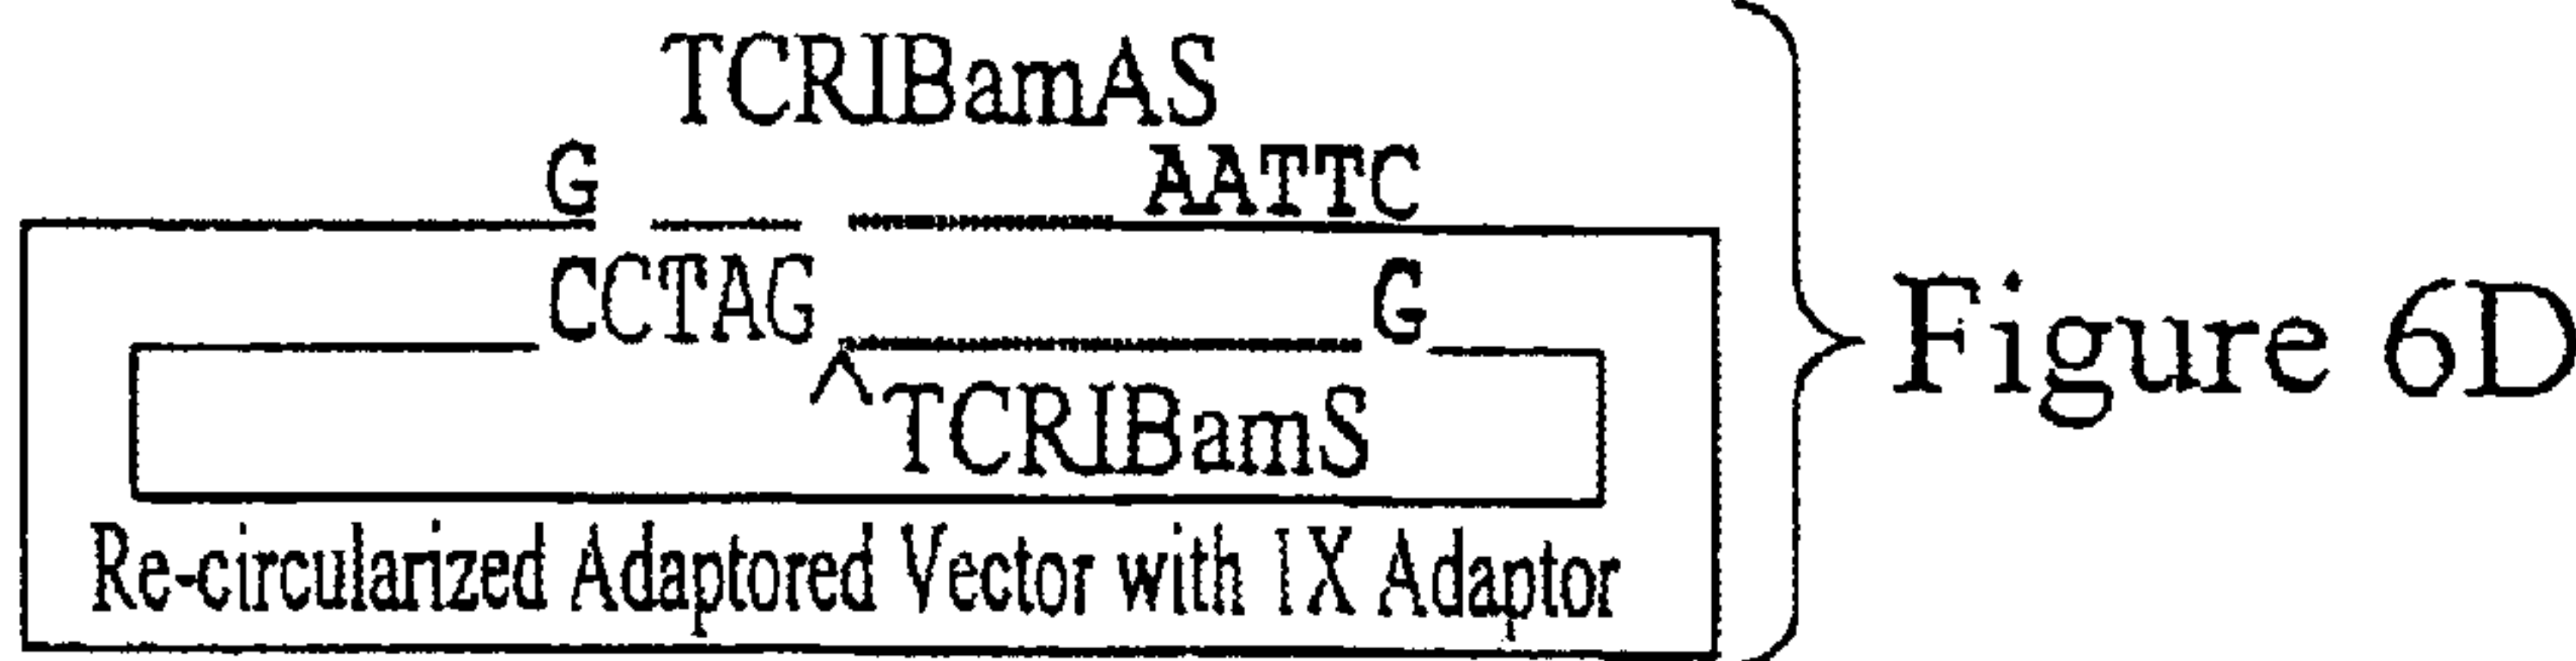 TCRIBamAS
G AATTC
CCTAG G
^TCRIBamS
Re-circularized Adaptored Vector with 1X Adaptor
Figure 6D